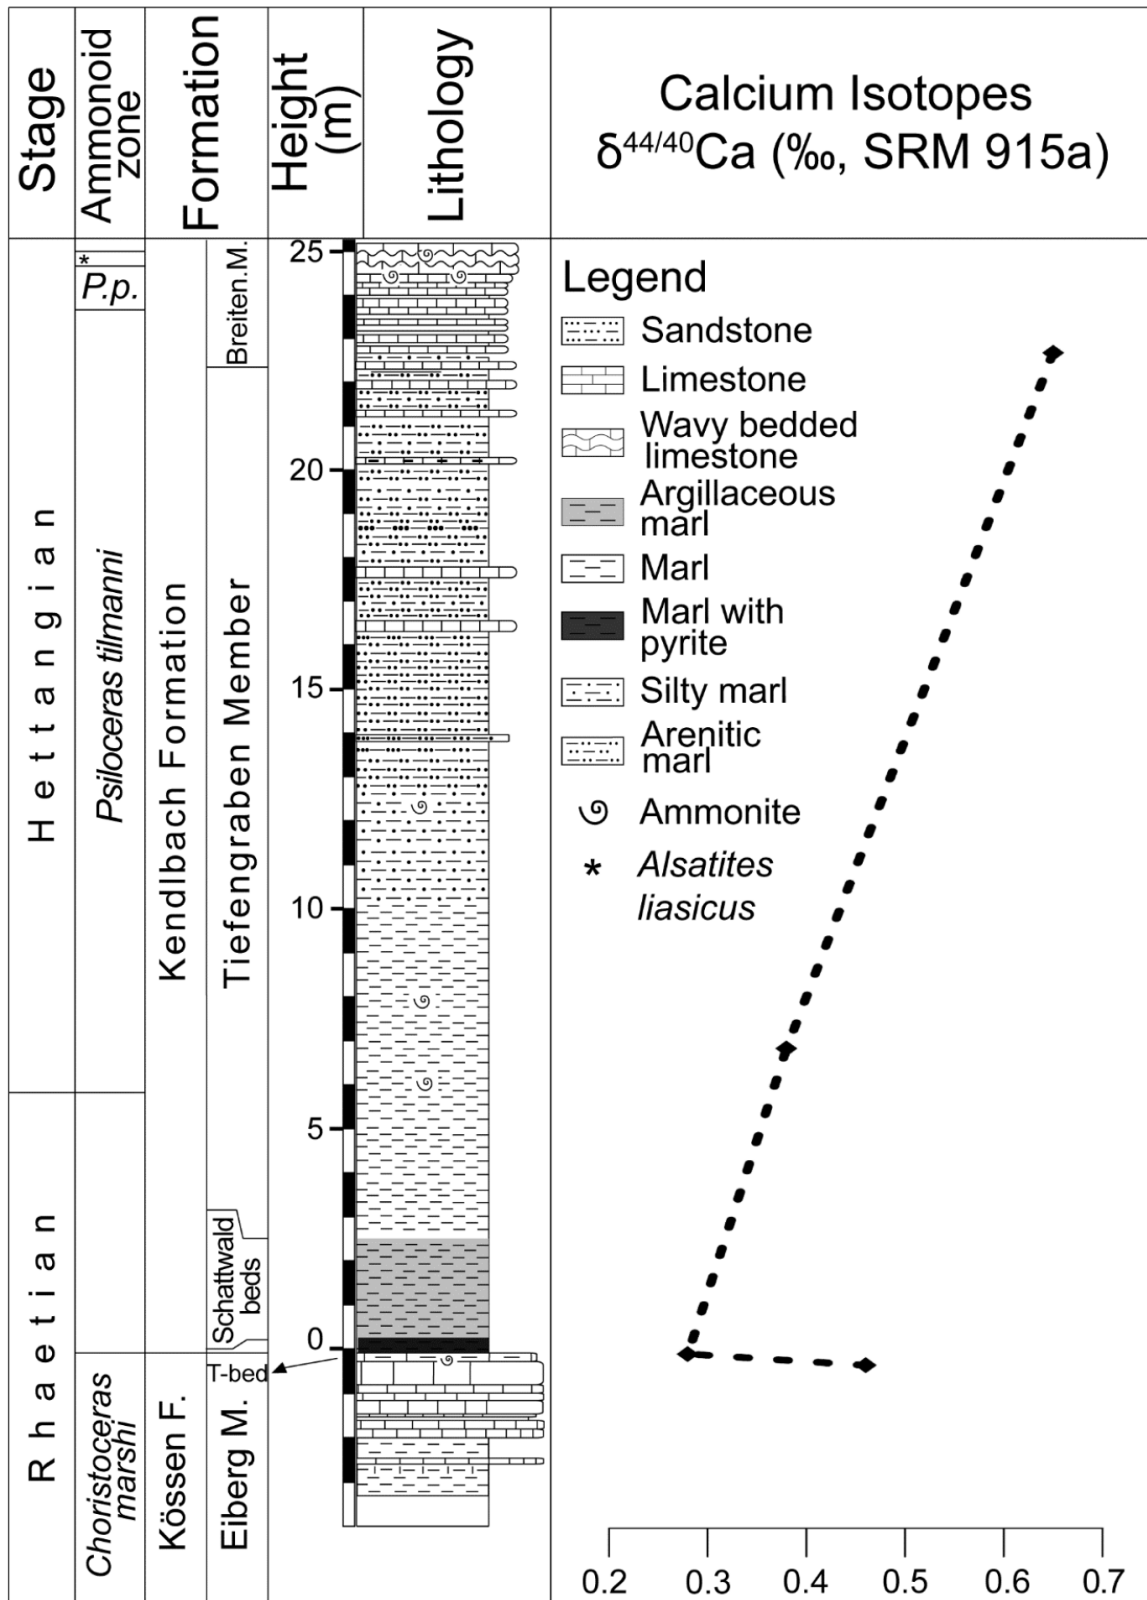 Stage
Ammonoid
zone
Formation
Height
(m)
Lithology
Calcium Isotopes
δ44/40Ca (‰, SRM 915a)
Hettangian
Rhaetian
*
P.p.
Psiloceras tilmanni
Choristoceras
marshi
Kendlbach Formation
Kössen F.
Breiten.M.
Tiefengraben Member
Schattwald
beds
T-bed
Eiberg M.
25
20
15
10
5
0
Legend
Sandstone
Limestone
Wavy bedded
limestone
Argillaceous
marl
Marl
Marl with
pyrite
Silty marl
Arenitic
marl
Ammonite
* Alsatites
liasicus
0.2 0.3 0.4 0.5 0.6 0.7